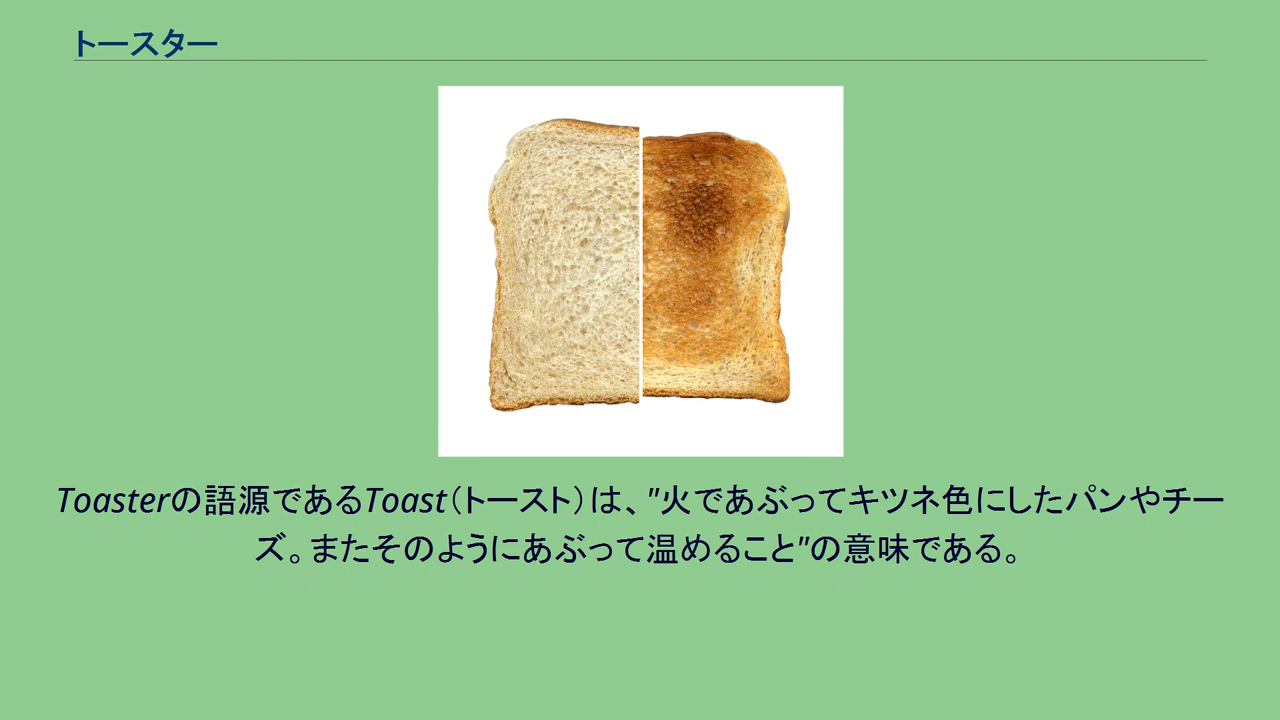 トースター
Toasterの語源であるToast（トースト）は、"火であぶってキツネ色にしたパンやチー
ズ。またそのようにあぶって温めること"の意味である。